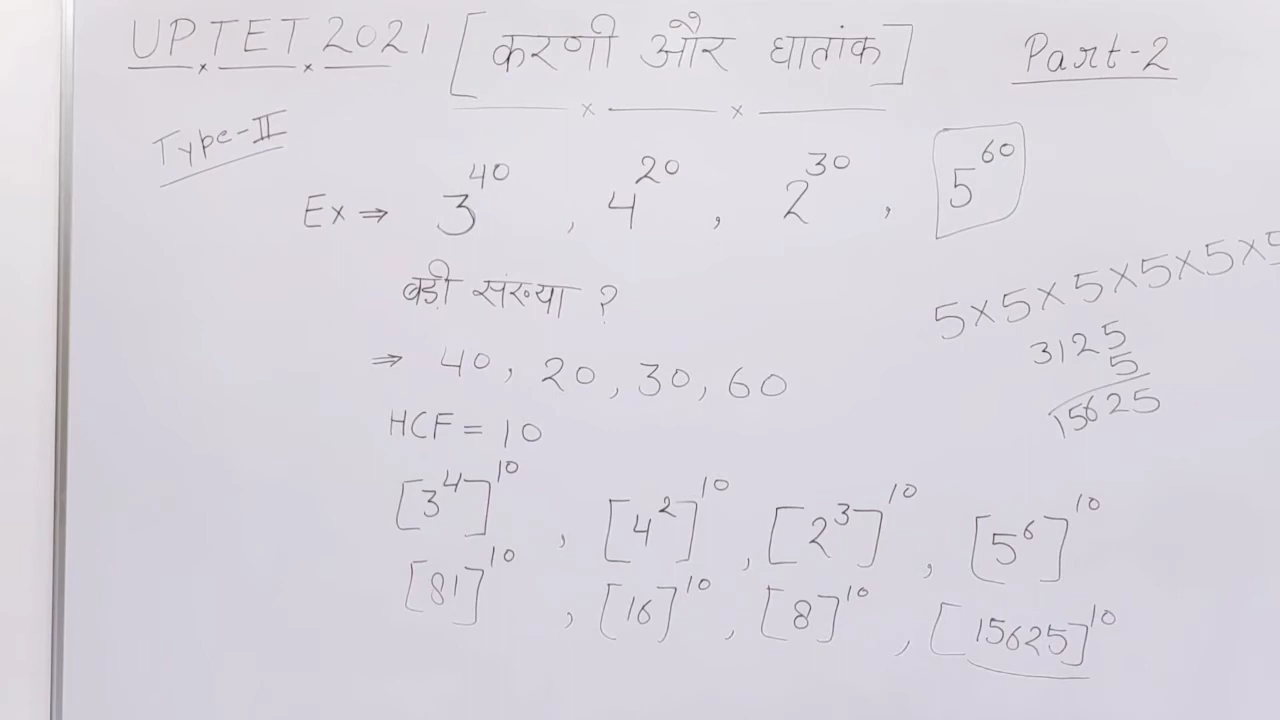 UPTET 2021 [करणी और घातांक] Part-2
Type-II
Ex ⇒ 3^40, 4^20, 2^30, 5^60
बड़ी संख्या ?
5×5×5×5×5×5
⇒ 40, 20, 30, 60
3125
5
15625
HCF = 10
[3^4]^10, [4^2]^10, [2^3]^10, [5^6]^10
[81]^10, [16]^10, [8]^10, [15625]^10